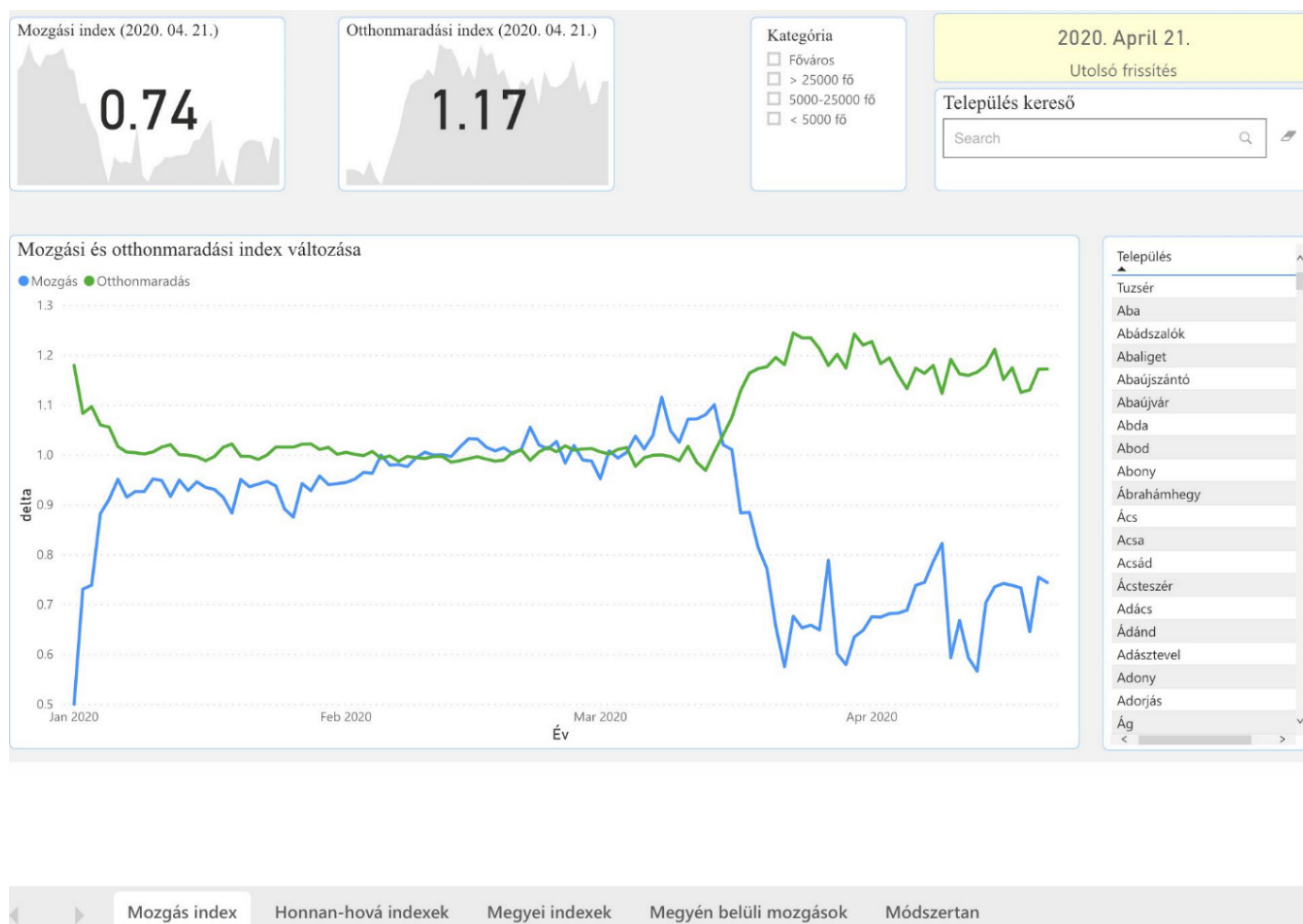 Mozgási index (2020. 04. 21.)
0.74
Otthonmaradási index (2020. 04. 21.)
1.17
Kategória
Főváros
> 25000 fő
5000-25000 fő
< 5000 fő
2020. April 21.
Utolsó frissítés
Település kereső
Search
Mozgási és otthonmaradási index változása
Mozgás Otthonmaradás
1.3
1.2
1.1
1.0
0.9
0.8
0.7
0.6
0.5
delta
Jan 2020 Feb 2020 Mar 2020 Apr 2020
Év
Település
Tuzsér
Aba
Abádszalók
Abaliget
Abaújszántó
Abaújvár
Abda
Abod
Abony
Ábrahámhegy
Ács
Acsa
Acsád
Ácsteszér
Adács
Ádánd
Adásztevel
Adony
Adorjás
Ág
Mozgás index Honnan-hová indexek Megyei indexek Megyén belüli mozgások Módszertan